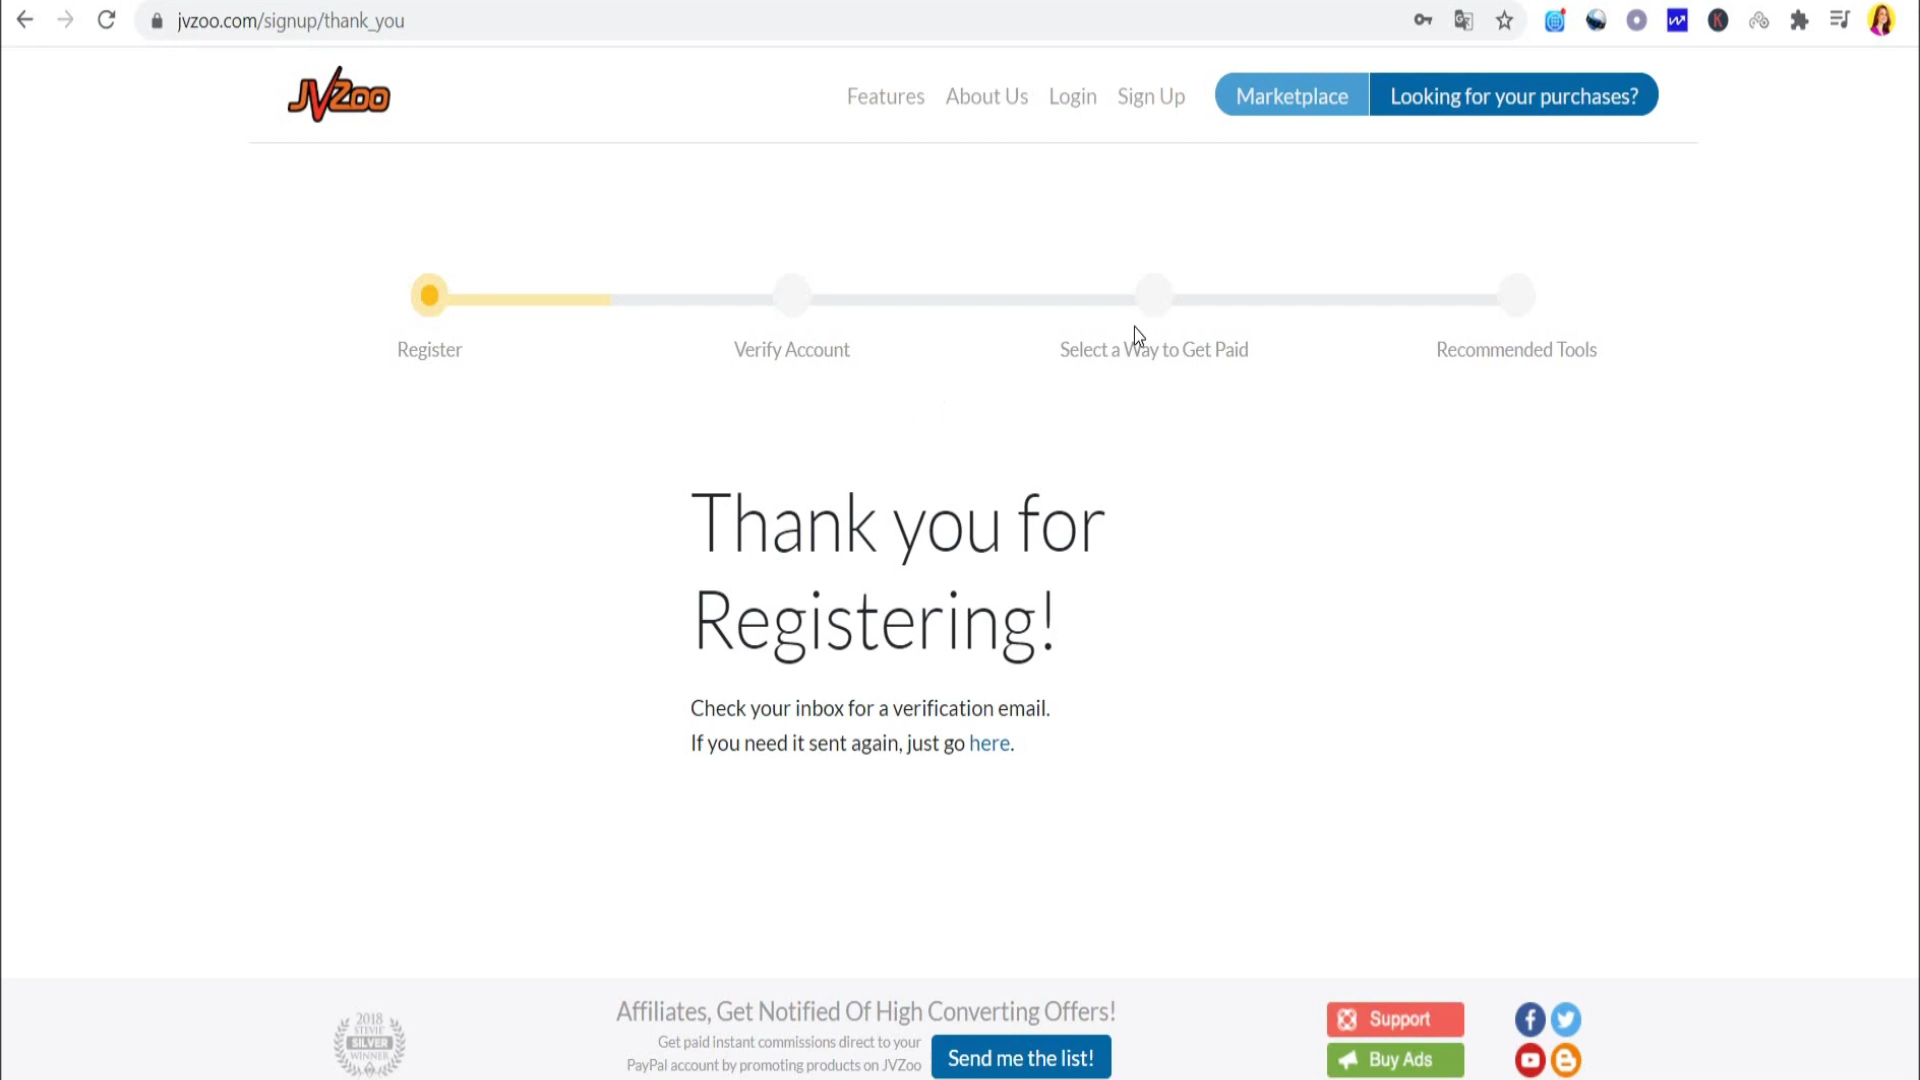 jvzoo.com/signup/thank_you
JVZoo
Features About Us Login Sign Up Marketplace Looking for your purchases?
Register Verify Account Select a Way to Get Paid Recommended Tools
Thank you for
Registering!
Check your inbox for a verification email.
If you need it sent again, just go here.
2018
STEVIE
SILVER
WINNER
Affiliates, Get Notified Of High Converting Offers!
Get paid instant commissions direct to your
PayPal account by promoting products on JVZoo
Send me the list!
Support
Buy Ads